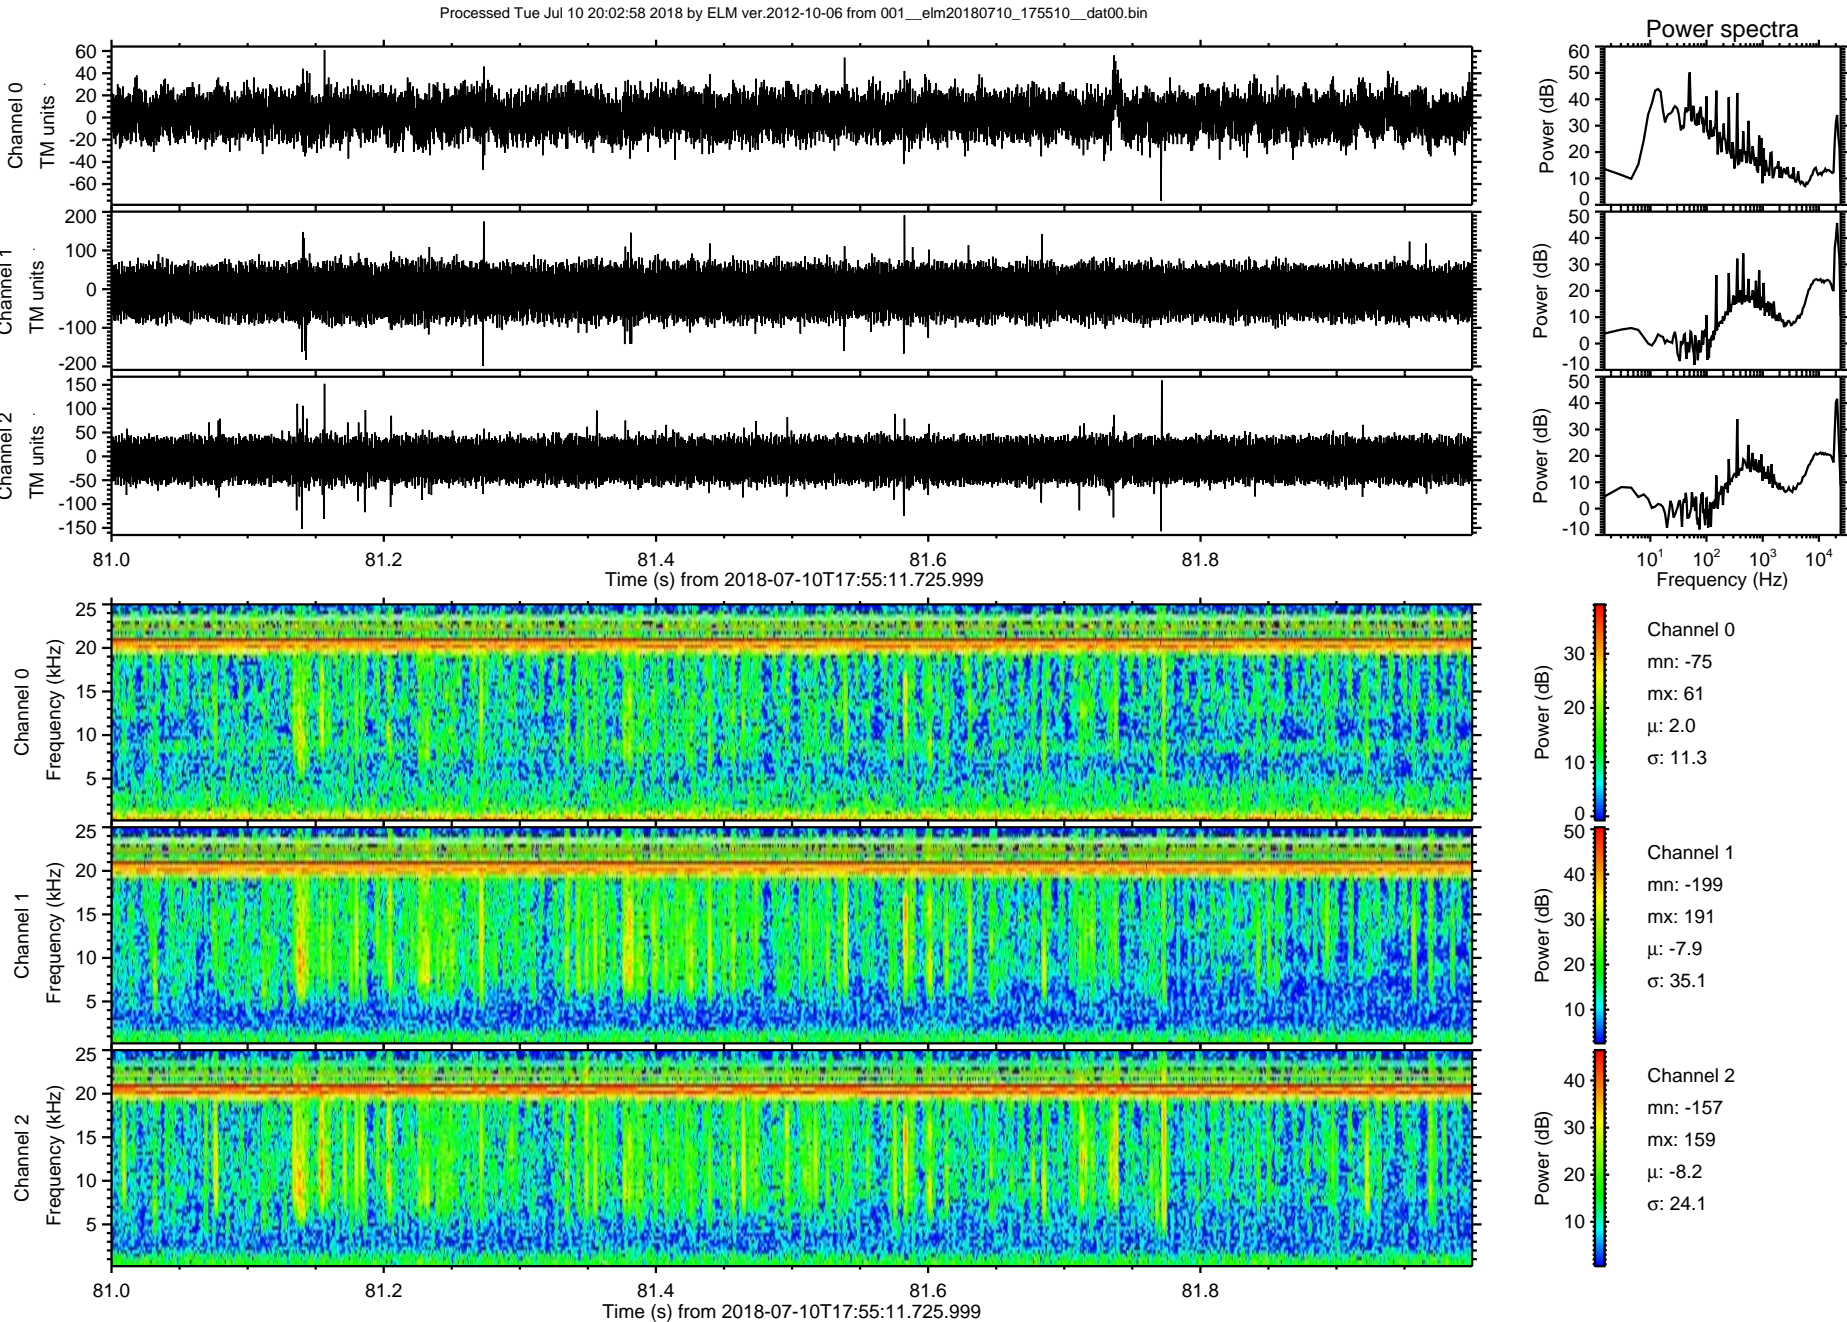 Processed Tue Jul 10 20:02:58 2018 by ELM ver.2012-10-06 from 001__elm20180710_175510__dat00.bin
Power spectra
Channel 0
TM units
60
40
20
0
-20
-40
-60
Power (dB)
60
50
40
30
20
10
0
Channel 1
TM units
200
100
0
-100
-200
Power (dB)
50
40
30
20
10
0
-10
Channel 2
TM units
150
100
50
0
-50
-100
-150
Power (dB)
50
40
30
20
10
0
-10
81.0 81.2 81.4 81.6 81.8
Time (s) from 2018-07-10T17:55:11.725.999
10^1 10^2 10^3 10^4
Frequency (Hz)
Channel 0
Frequency (kHz)
25
20
15
10
5
Power (dB)
30
20
10
0
Channel 0
mn: -75
mx: 61
μ: 2.0
σ: 11.3
Channel 1
Frequency (kHz)
25
20
15
10
5
Power (dB)
50
40
30
20
10
Channel 1
mn: -199
mx: 191
μ: -7.9
σ: 35.1
Channel 2
Frequency (kHz)
25
20
15
10
5
Power (dB)
40
30
20
10
Channel 2
mn: -157
mx: 159
μ: -8.2
σ: 24.1
81.0 81.2 81.4 81.6 81.8
Time (s) from 2018-07-10T17:55:11.725.999